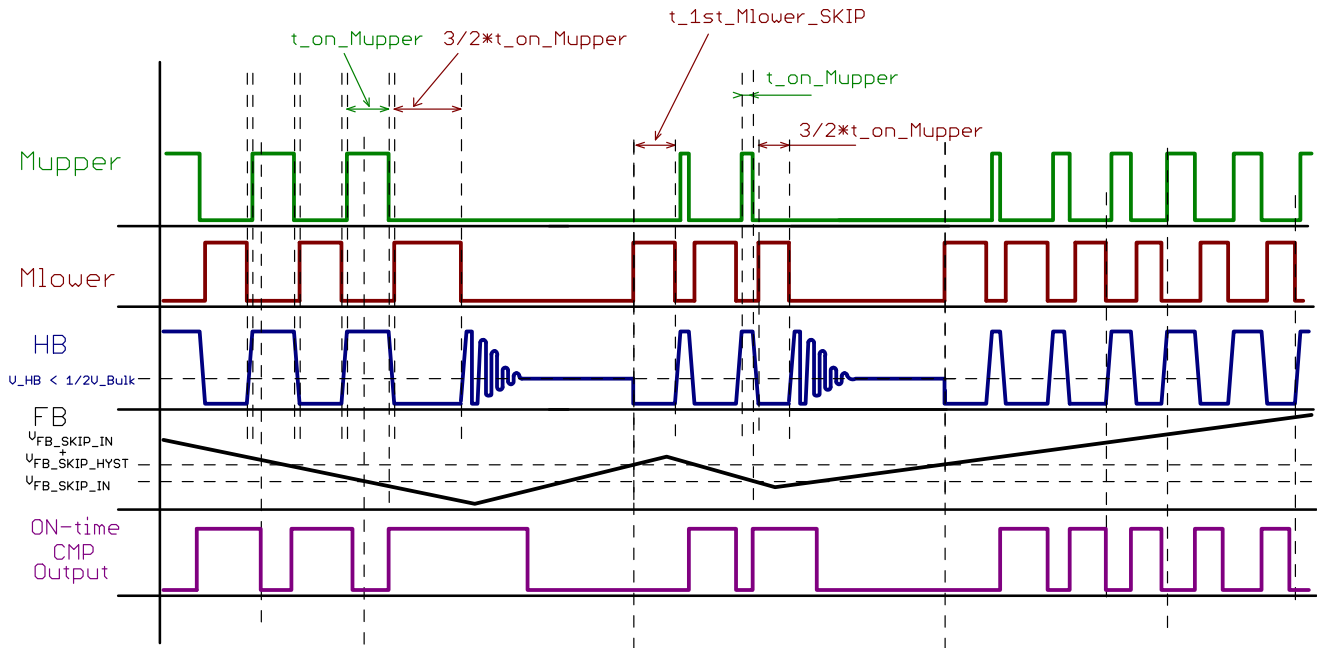 t_1st_Mlower_SKIP
t_on_Mupper
3/2*t_on_Mupper
t_on_Mupper
3/2*t_on_Mupper
Mupper
Mlower
HB
V_HB < 1/2V_Bulk
FB
VFB_SKIP_IN
+
VFB_SKIP_HYST
VFB_SKIP_IN
ON-time
CMP
Output